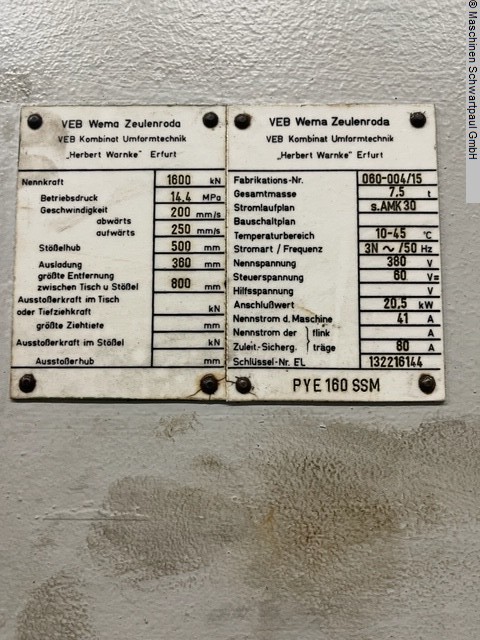 VEB Wema Zeulenroda
VEB Kombinat Umformtechnik
„Herbert Warnke" Erfurt
Nennkraft 1600 kN
Betriebsdruck 14,4 MPa
Geschwindigkeit
abwärts 200 mm/s
aufwärts 250 mm/s
Stößelhub 500 mm
Ausladung 360 mm
größte Entfernung
zwischen Tisch u Stößel 800 mm
Ausstoßerkraft im Tisch
oder Tiefziehkraft kN
größte Ziehtiefe mm
Ausstoßerkraft im Stößel kN
Ausstoßerhub mm
VEB Wema Zeulenroda
VEB Kombinat Umformtechnik
„Herbert Warnke" Erfurt
Fabrikations-Nr. 060-004/15
Gesamtmasse 7,5 t
Stromlaufplan s.AMK 30
Bauschaltplan
Temperaturbereich 10-45 °C
Stromart / Frequenz 3N ~ /50 Hz
Nennspannung 380 V
Steuerspannung 60 V=
Hilfsspannung V
Anschlußwert 20,5 kW
Nennstrom d. Maschine 41 A
Nennstrom der flink A
Zuleit-Sicherg. träge 80 A
Schlüssel-Nr. EL 132216144
PYE 160 SSM
© Maschinen Schwartpaul GmbH